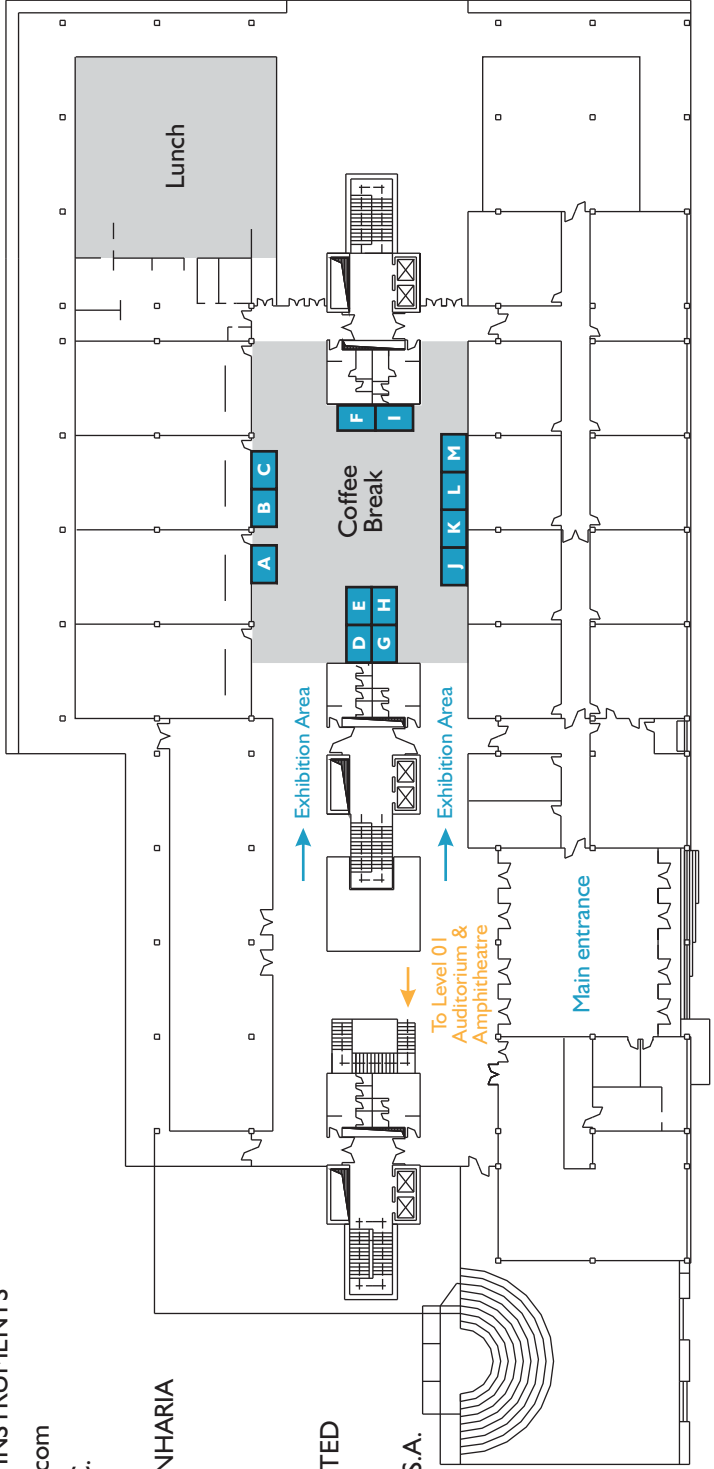 INSTRUMENTS
com
NHARIA
TED
S.A.
Lunch
A B C
Exhibition Area
Coffee
Break
D E F
G H I
Exhibition Area
J K L M
To Level 01
Auditorium &
Amphitheatre
Main entrance